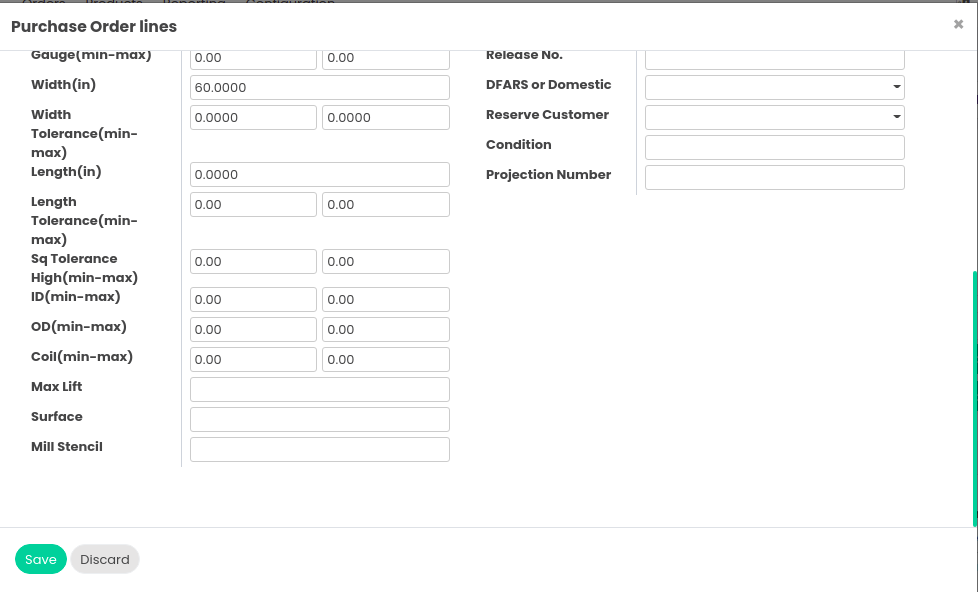 Orders Products Reporting Configuration
Purchase Order lines
×
Gauge(min-max) 0.00 0.00
Width(in) 60.0000
Width
Tolerance(min-
max) 0.0000 0.0000
Length(in) 0.0000
Length
Tolerance(min-
max) 0.00 0.00
Sq Tolerance
High(min-max) 0.00 0.00
ID(min-max) 0.00 0.00
OD(min-max) 0.00 0.00
Coil(min-max) 0.00 0.00
Max Lift
Surface
Mill Stencil
Release No.
DFARS or Domestic
Reserve Customer
Condition
Projection Number
Save Discard